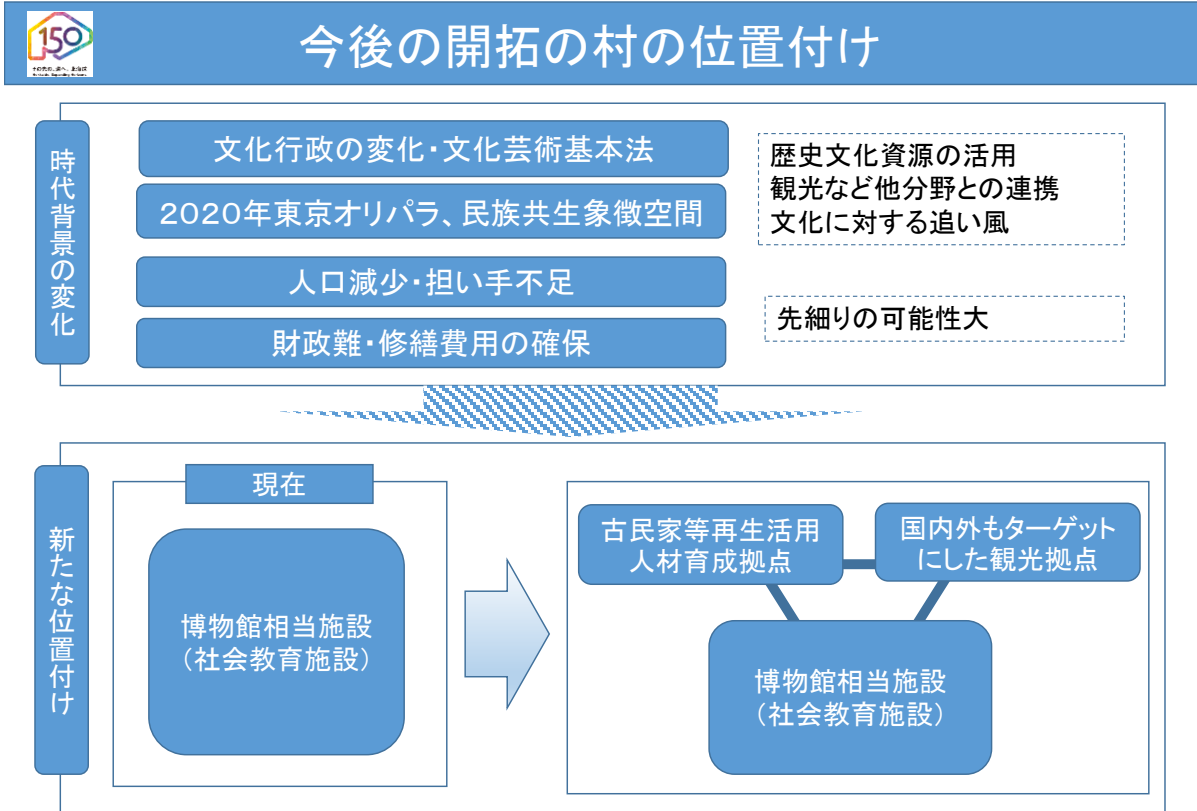 150
今後の開拓の村の位置付け
時代背景の変化
文化行政の変化・文化芸術基本法
2020年東京オリパラ、民族共生象徴空間
人口減少・担い手不足
財政難・修繕費用の確保
歴史文化資源の活用
観光など他分野との連携
文化に対する追い風
先細りの可能性大
新たな位置付け
現在
博物館相当施設
（社会教育施設）
古民家等再生活用
人材育成拠点
国内外もターゲット
にした観光拠点
博物館相当施設
（社会教育施設）